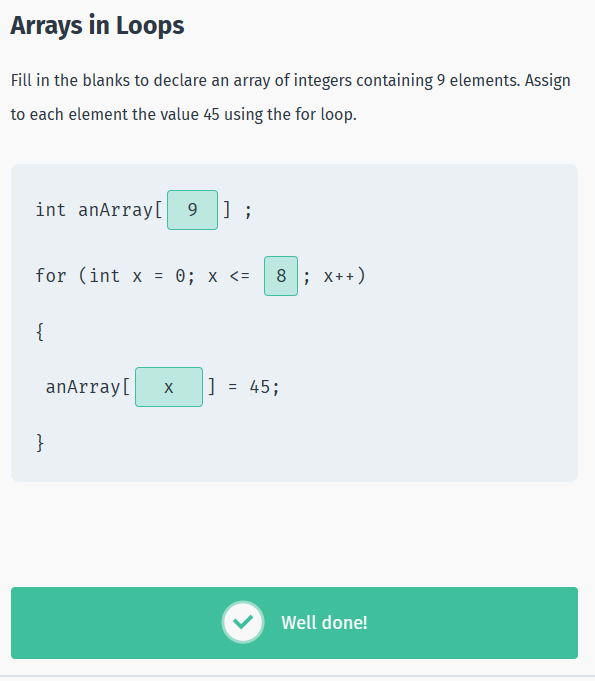 Arrays in Loops
Fill in the blanks to declare an array of integers containing 9 elements. Assign
to each element the value 45 using the for loop.
int anArray[ 9 ] ;
for (int x = 0; x <= 8 ; x++)
{
anArray[ x ] = 45;
}
Well done!